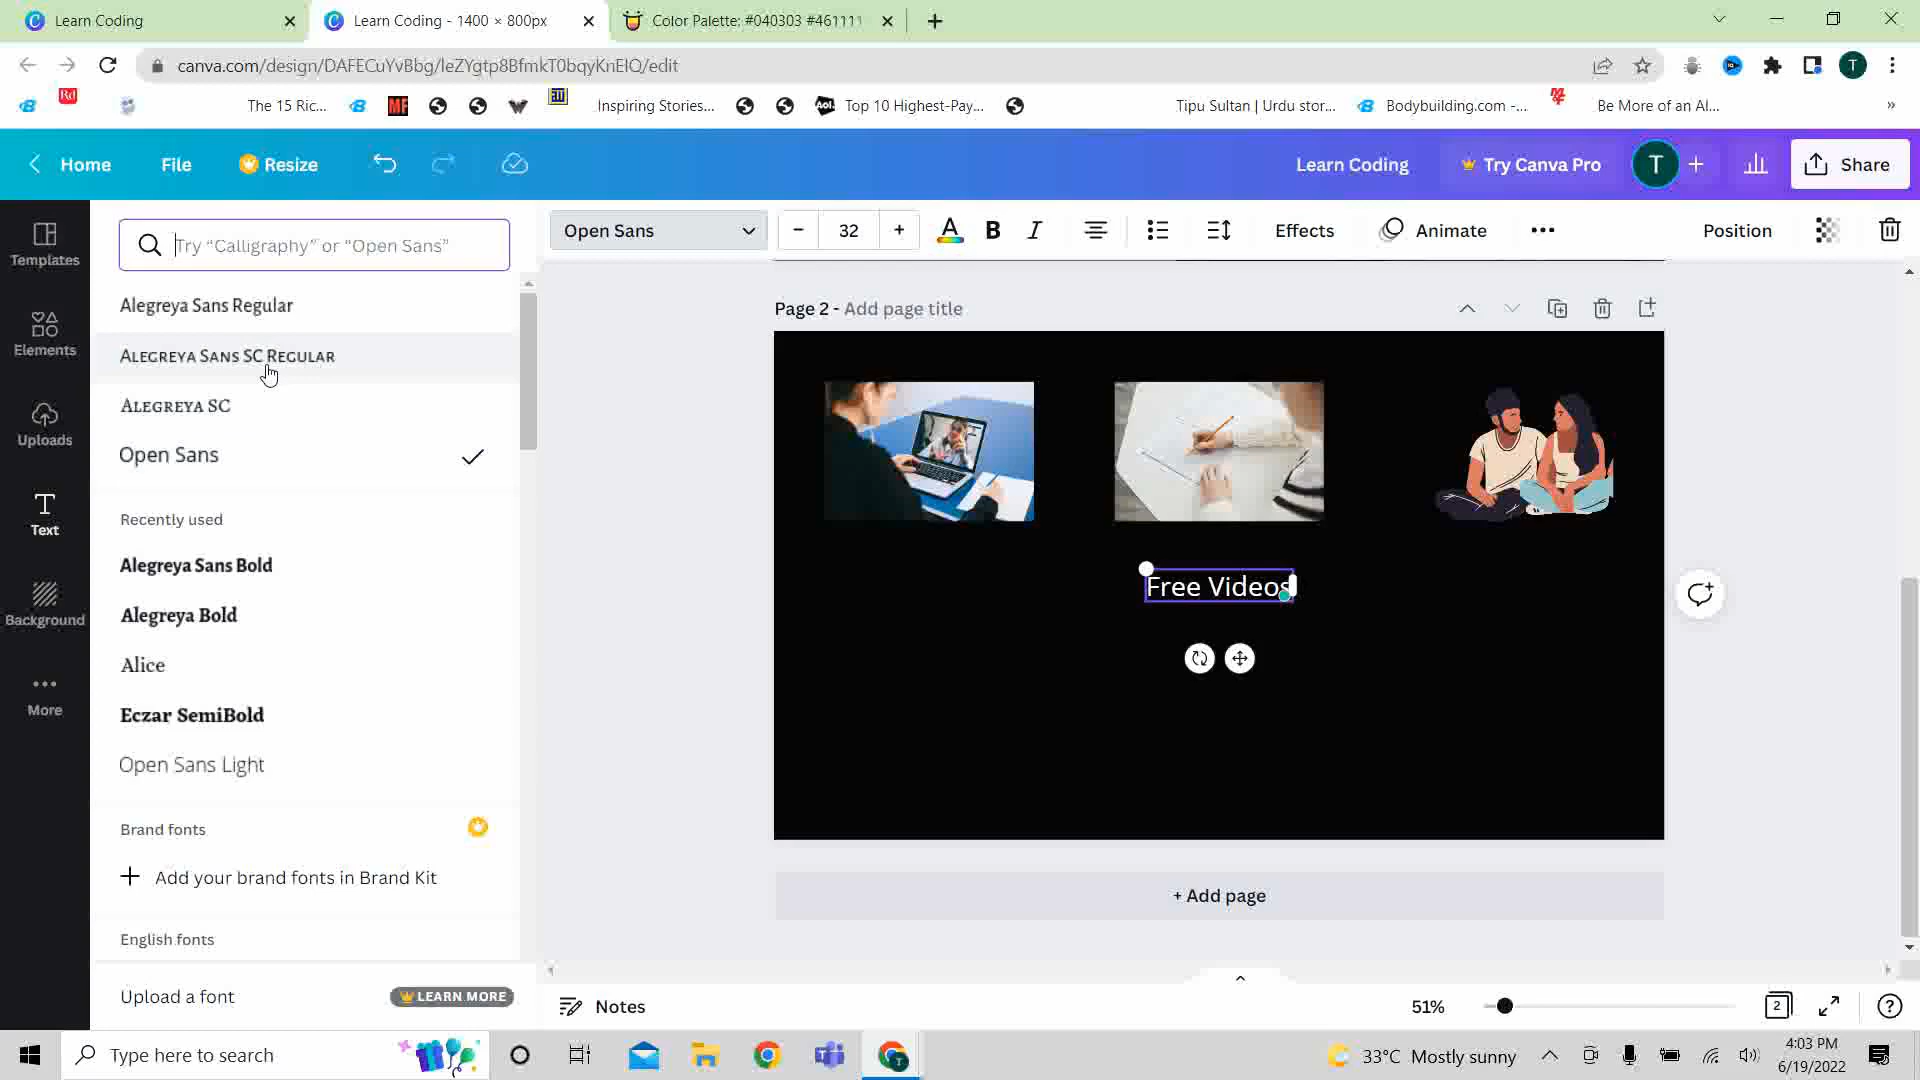 Learn Coding
Learn Coding - 1400 × 800px
Color Palette: #040303 #461111
canva.com/design/DAFECuYvBbg/leZYgtp8BfmkT0bqyKnEIQ/edit
T
Rd
The 15 Ric...
MF
Inspiring Stories...
Aol.
Top 10 Highest-Pay...
Tipu Sultan | Urdu stor...
Bodybuilding.com -...
Be More of an Al...
»
Home
File
Resize
Learn Coding
Try Canva Pro
T
Share
Templates
Elements
Uploads
Text
Background
More
Try “Calligraphy” or “Open Sans”
Open Sans
- 32 +
A B I
Effects
Animate
Position
Alegreya Sans Regular
Alegreya Sans SC Regular
Alegreya SC
Open Sans
Recently used
Alegreya Sans Bold
Alegreya Bold
Alice
Eczar SemiBold
Open Sans Light
Brand fonts
Add your brand fonts in Brand Kit
English fonts
Upload a font
LEARN MORE
Page 2 - Add page title
Free Videos
+ Add page
Notes
51%
2
Type here to search
33°C Mostly sunny
4:03 PM
6/19/2022